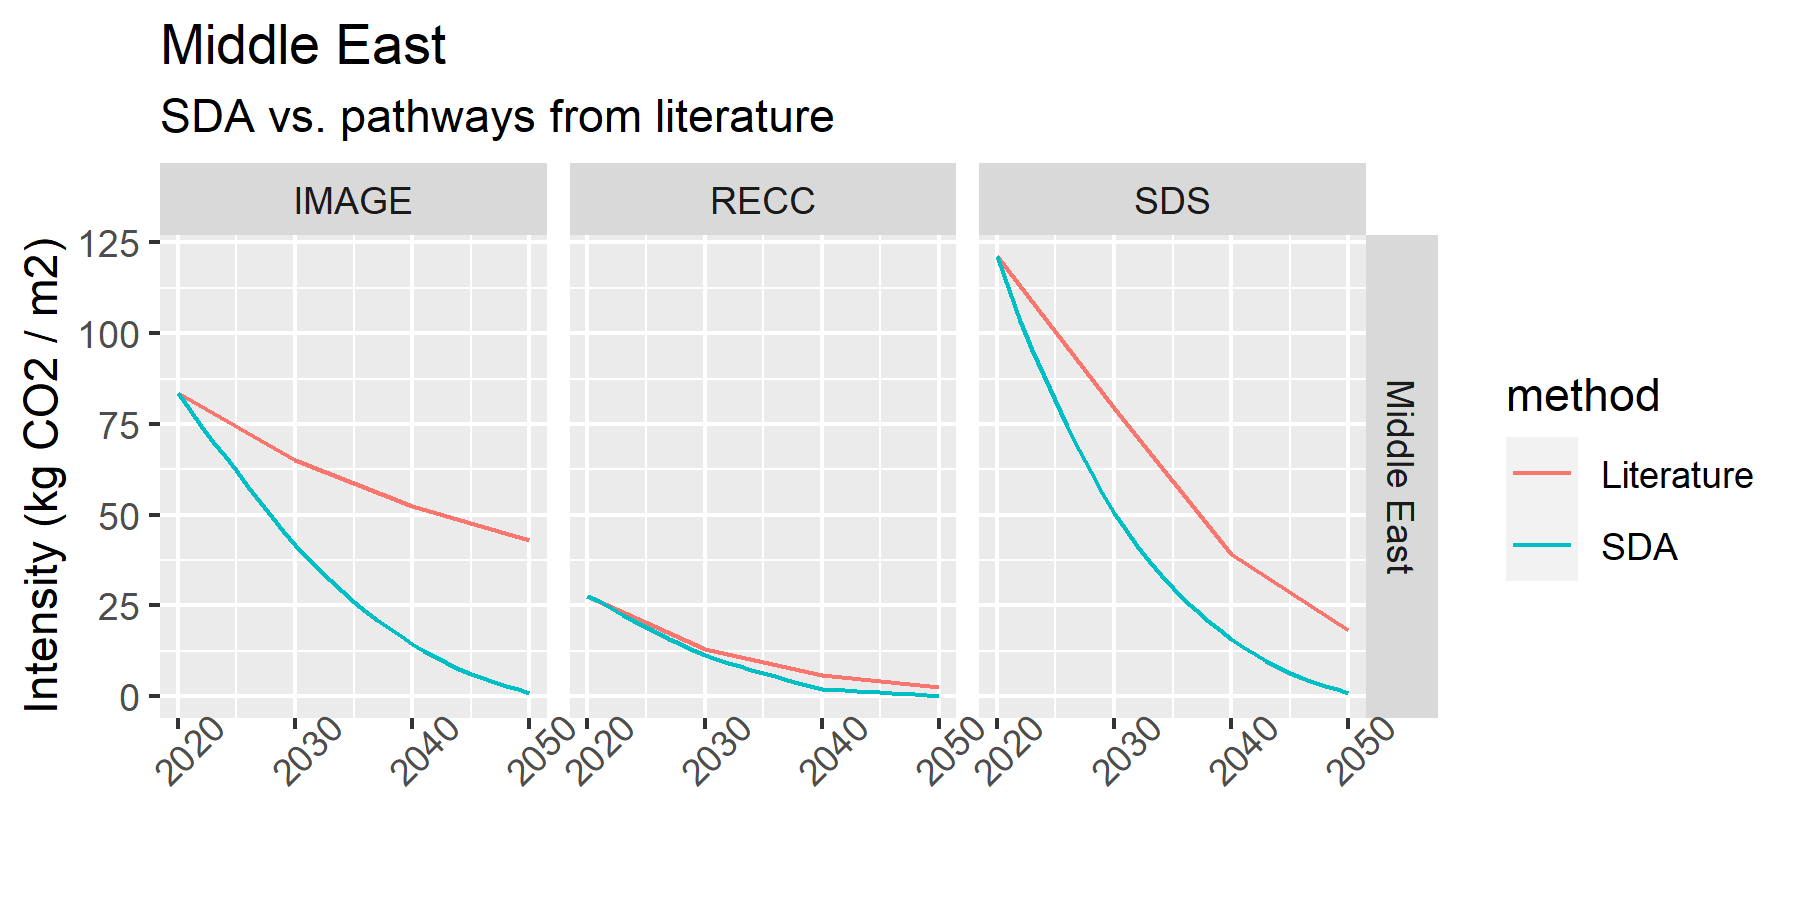 Middle East
SDA vs. pathways from literature
IMAGE
RECC
SDS
Intensity (kg CO2 / m2)
125
100
75
50
25
0
2020
2030
2040
2050
2020
2030
2040
2050
2020
2030
2040
2050
Middle East
method
Literature
SDA